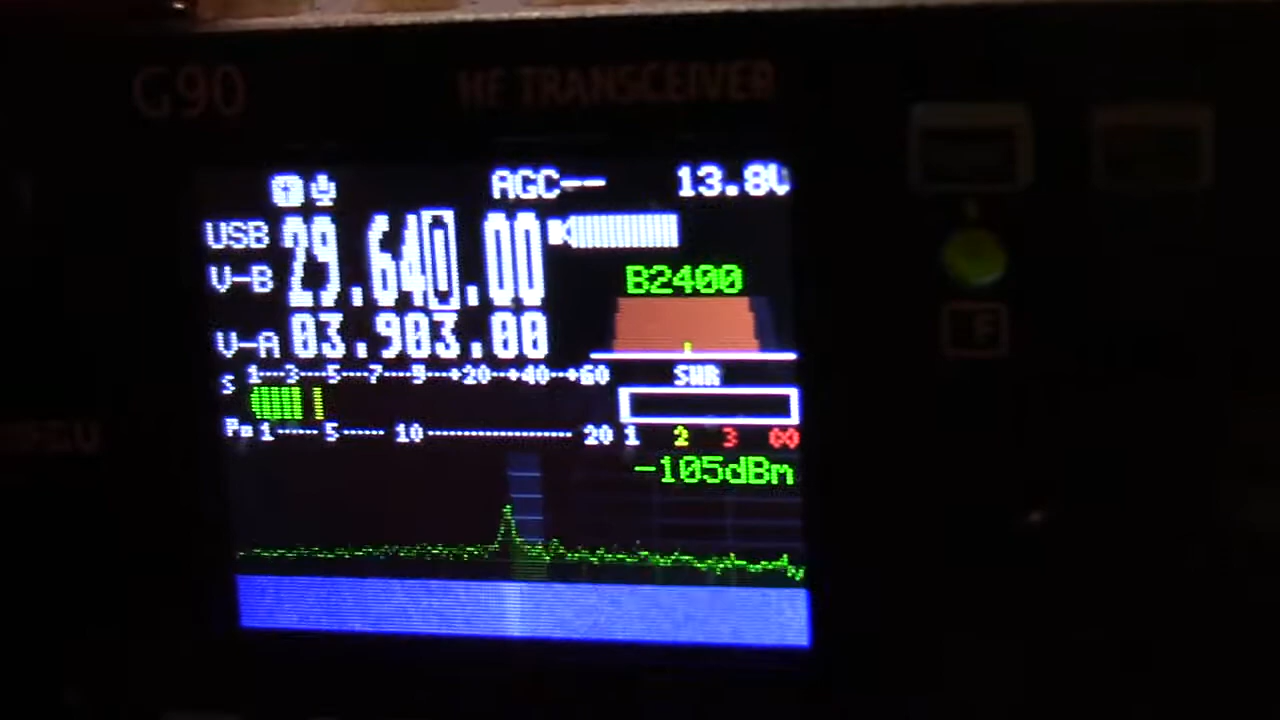 G90 HF TRANSCEIVER
AGC-- 13.8V
USB 29.640.00
B2400
V-B
V-A 03.903.00
S 1···3···5···7···9···+20···+40···+60
SWR
Po 1·····5·····10···············20
1 2 3 ∞
-105dBm
F